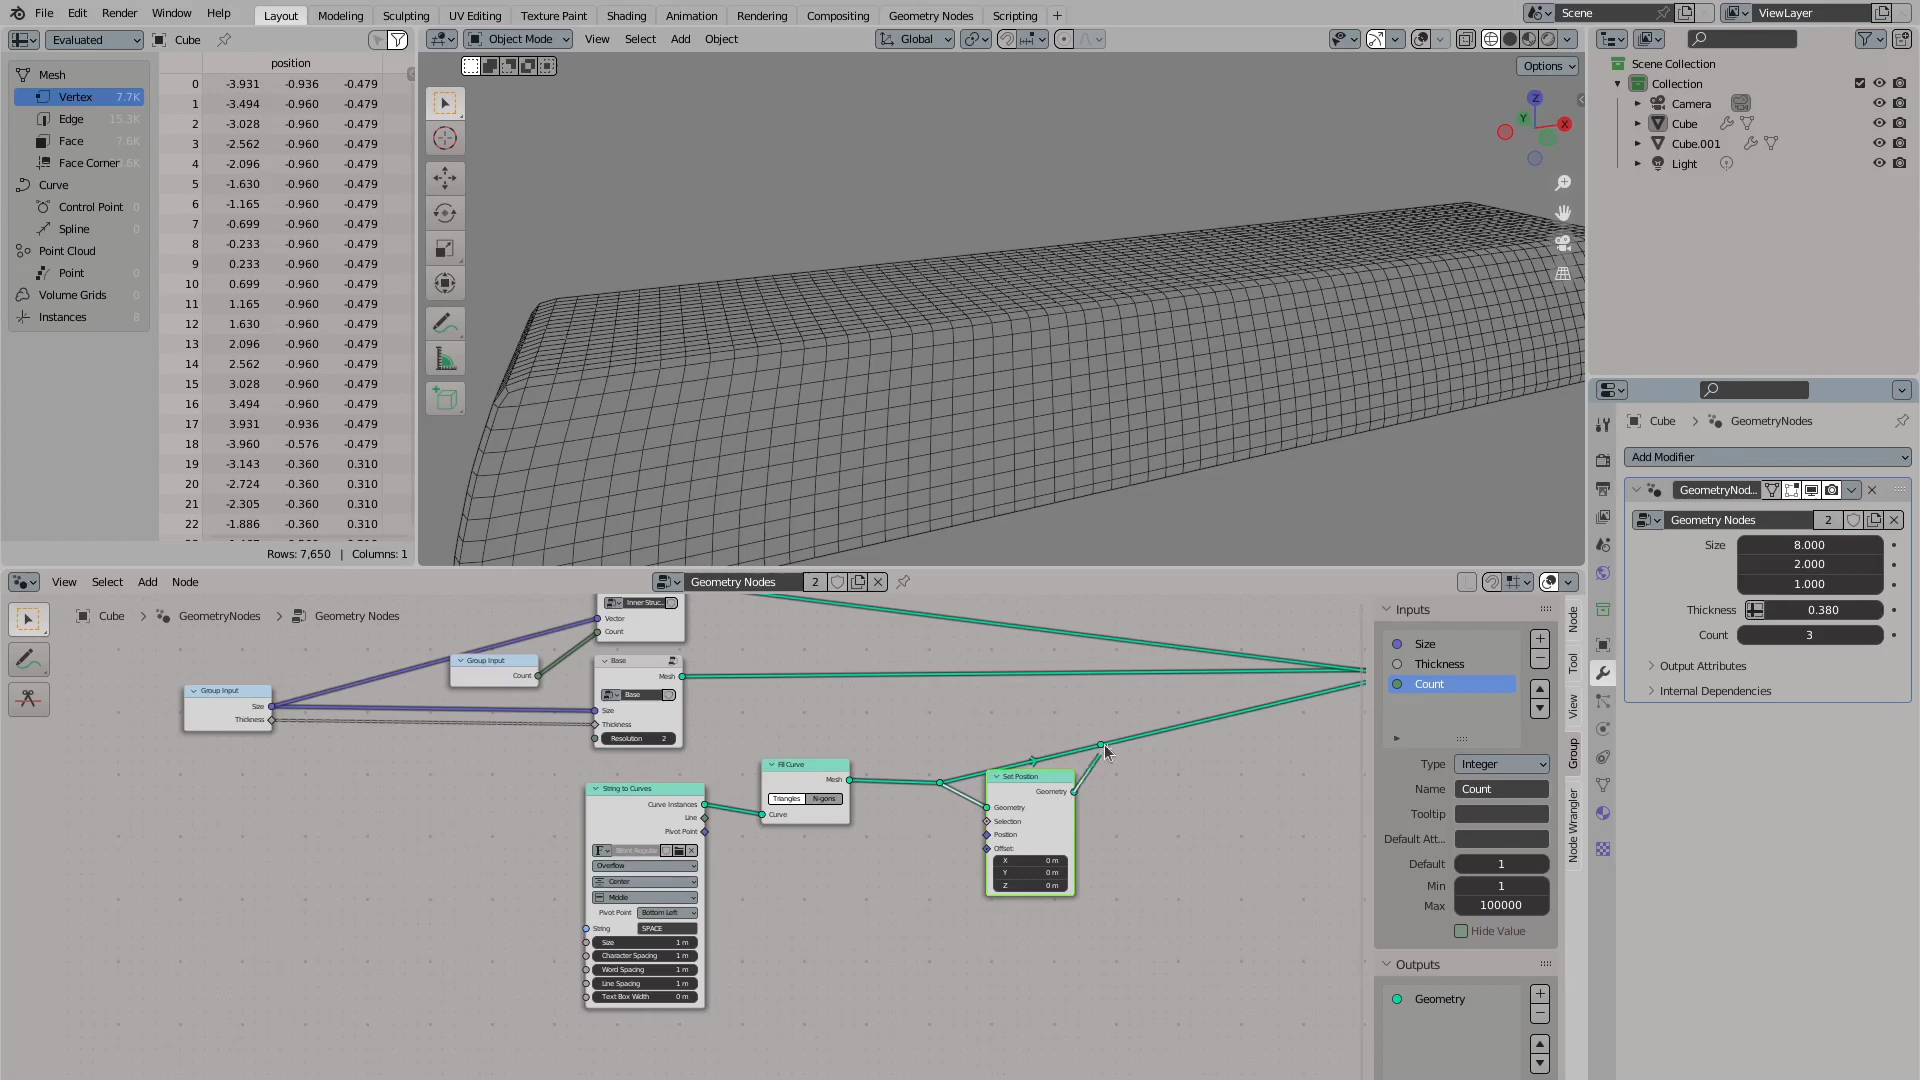 File Edit Render Window Help Layout Modeling Sculpting UV Editing Texture Paint Shading Animation Rendering Compositing Geometry Nodes Scripting + Scene ViewLayer
Evaluated Cube
Object Mode View Select Add Object Global
Options
position
Mesh
Vertex 7.7K
Edge 15.3K
Face 7.6K
Face Corner
Curve
Control Point 0
Spline 0
Point Cloud
Point 0
Volume Grids 0
Instances 8
0 -3.931 -0.936 -0.479
1 -3.494 -0.960 -0.479
2 -3.028 -0.960 -0.479
3 -2.562 -0.960 -0.479
4 -2.096 -0.960 -0.479
5 -1.630 -0.960 -0.479
6 -1.165 -0.960 -0.479
7 -0.699 -0.960 -0.479
8 -0.233 -0.960 -0.479
9 0.233 -0.960 -0.479
10 0.699 -0.960 -0.479
11 1.165 -0.960 -0.479
12 1.630 -0.960 -0.479
13 2.096 -0.960 -0.479
14 2.562 -0.960 -0.479
15 3.028 -0.960 -0.479
16 3.494 -0.960 -0.479
17 3.931 -0.936 -0.479
18 -3.960 -0.576 -0.479
19 -3.143 -0.360 0.310
20 -2.724 -0.360 0.310
21 -2.305 -0.360 0.310
22 -1.886 -0.360 0.310
Rows: 7,650 | Columns: 1
Z
Y
X
Scene Collection
Collection
Camera
Cube
Cube.001
Light
Cube > GeometryNodes
Add Modifier
GeometryNod...
Geometry Nodes 2
Size 8.000
2.000
1.000
Thickness 0.380
Count 3
Output Attributes
Internal Dependencies
View Select Add Node
Geometry Nodes 2
Cube > GeometryNodes > Geometry Nodes
Inner Struc..
Vector
Count
Group Input
Count
Group Input
Size
Thickness
Base
Mesh
Base
Size
Thickness
Resolution 2
String to Curves
Curve Instances
Line
Pivot Point
Overflow
Center
Middle
Pivot Point Bottom Left
String SPACE
Size 1 m
Character Spacing 1 m
Word Spacing 1 m
Line Spacing 1 m
Text Box Width 0 m
Fill Curve
Mesh
Triangles N-gons
Curve
Set Position
Geometry
Geometry
Selection
Position
Offset:
X 0 m
Y 0 m
Z 0 m
Inputs
Size
Thickness
Count
Type Integer
Name Count
Tooltip
Default Att...
Default 1
Min 1
Max 100000
Hide Value
Outputs
Geometry
Node
Tool
View
Group
Node Wrangler